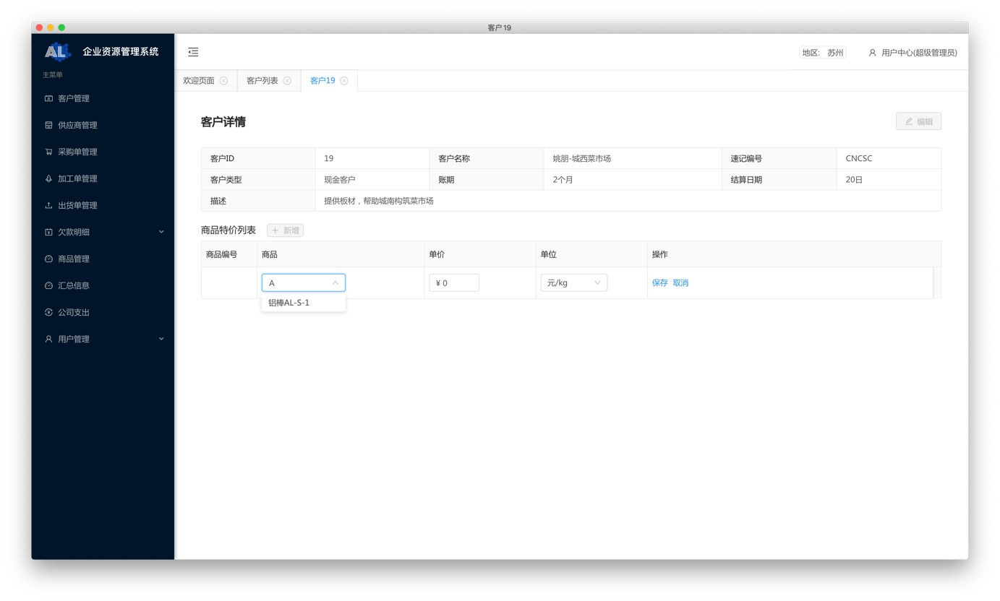 客户19
AL 企业资源管理系统
地区: 苏州 用户中心(超级管理员)
主菜单
欢迎页面 客户列表 客户19
客户管理
供应商管理
采购单管理
加工单管理
出货单管理
欠款明细
商品管理
汇总信息
公司支出
用户管理
客户详情 编辑
客户ID 19 客户名称 姚朋-城西菜市场 速记编号 CNCSC
客户类型 现金客户 账期 2个月 结算日期 20日
描述 提供板材，帮助城南构筑菜市场
商品特价列表 + 新增
商品编号 商品 单价 单位 操作
A ¥ 0 元/kg 保存 取消
铝棒AL-S-1